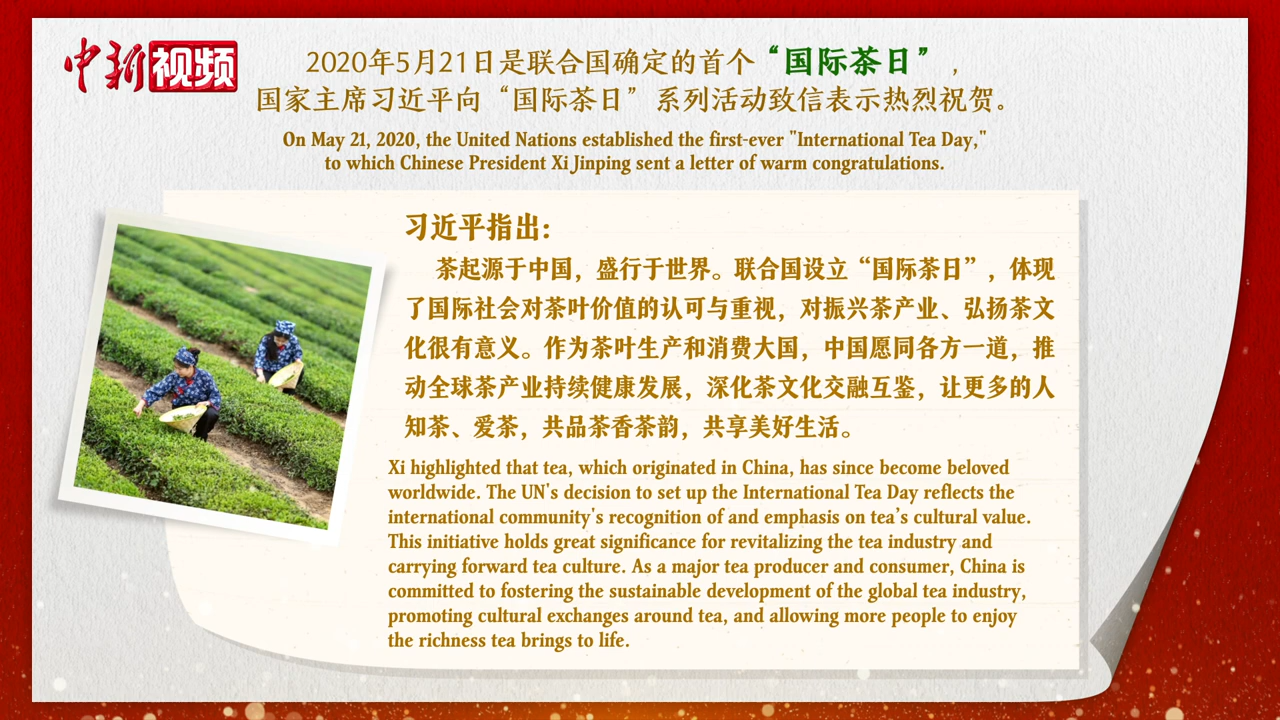 中新视频
2020年5月21日是联合国确定的首个“国际茶日”，
国家主席习近平向“国际茶日”系列活动致信表示热烈祝贺。
On May 21, 2020, the United Nations established the first-ever "International Tea Day,"
to which Chinese President Xi Jinping sent a letter of warm congratulations.
习近平指出：
茶起源于中国，盛行于世界。联合国设立“国际茶日”，体现
了国际社会对茶叶价值的认可与重视，对振兴茶产业、弘扬茶文
化很有意义。作为茶叶生产和消费大国，中国愿同各方一道，推
动全球茶产业持续健康发展，深化茶文化交融互鉴，让更多的人
知茶、爱茶，共品茶香茶韵，共享美好生活。
Xi highlighted that tea, which originated in China, has since become beloved
worldwide. The UN's decision to set up the International Tea Day reflects the
international community's recognition of and emphasis on tea’s cultural value.
This initiative holds great significance for revitalizing the tea industry and
carrying forward tea culture. As a major tea producer and consumer, China is
committed to fostering the sustainable development of the global tea industry,
promoting cultural exchanges around tea, and allowing more people to enjoy
the richness tea brings to life.